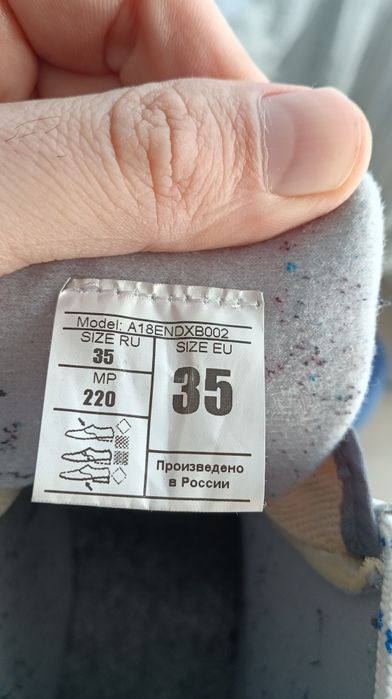 Model: A18ENDXB002
SIZE RU
35
MP
220
SIZE EU
35
Произведено
в России